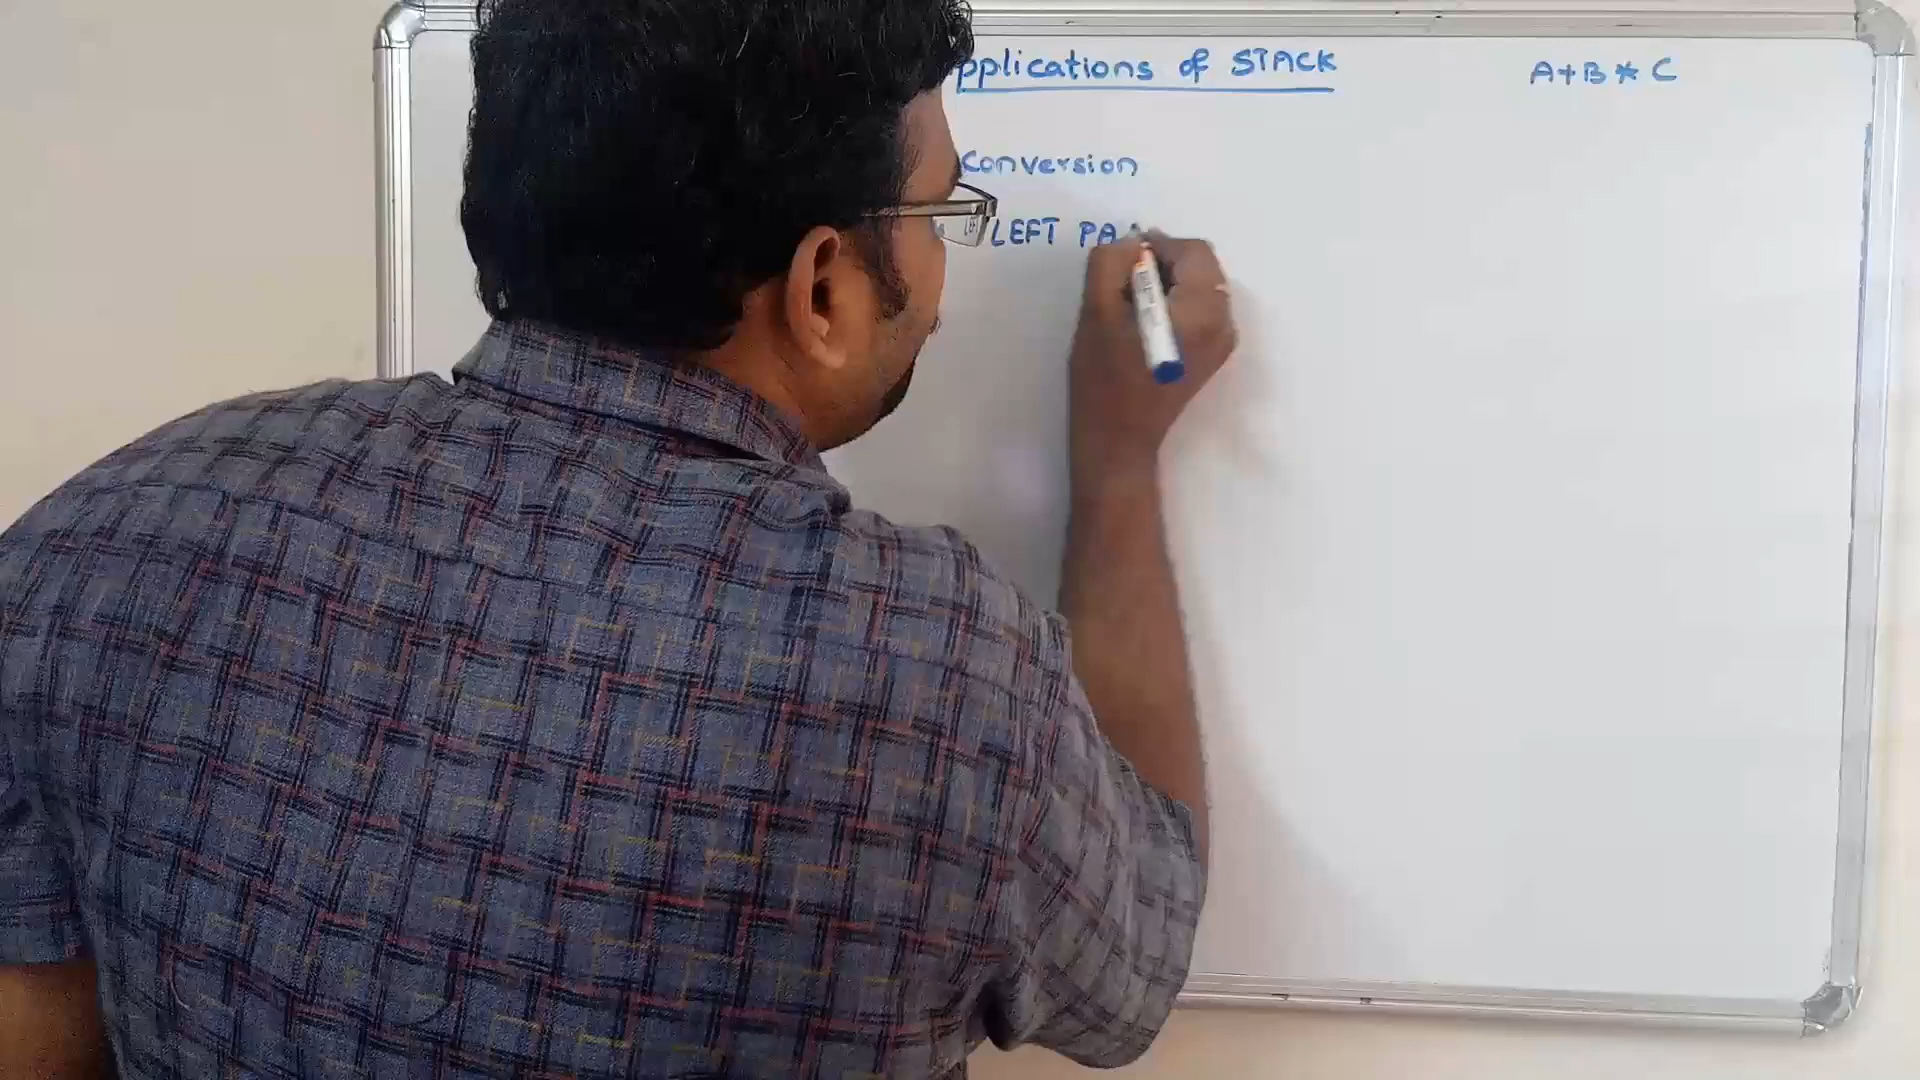 pplications of STACK
A+B * C
Conversion
LEFT PA